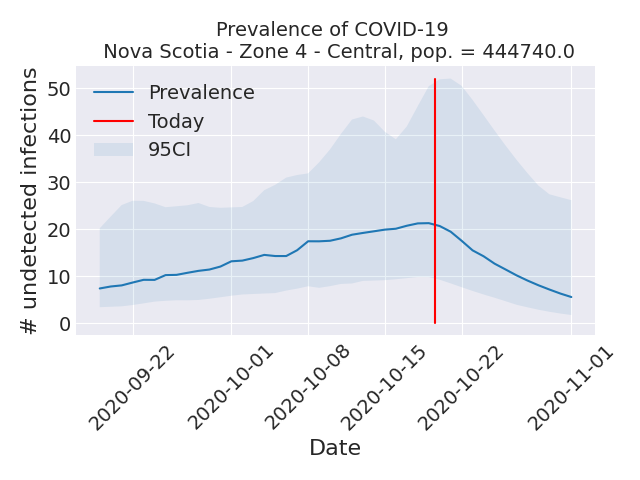 Prevalence of COVID-19
Nova Scotia - Zone 4 - Central, pop. = 444740.0
Prevalence
Today
95CI
# undetected infections
50
40
30
20
10
0
2020-09-22
2020-10-01
2020-10-08
2020-10-15
2020-10-22
2020-11-01
Date